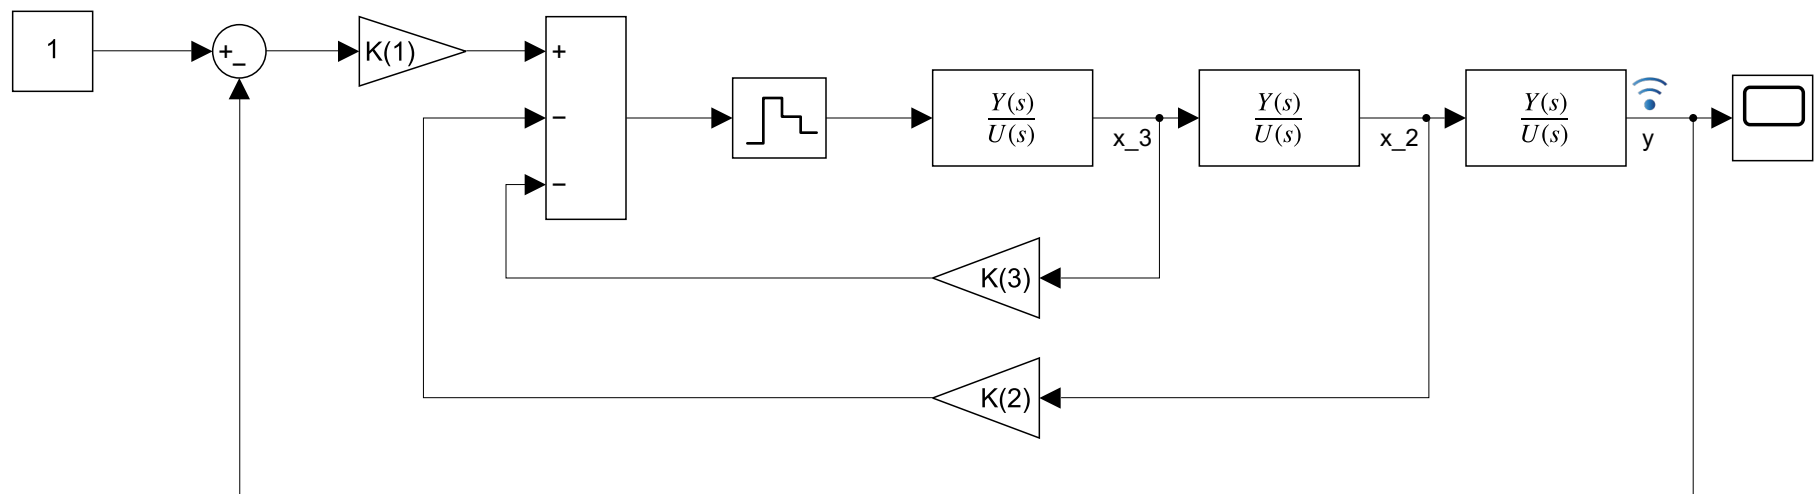 1
+
−
K(1)
+
−
−
Y(s)
U(s)
x_3
Y(s)
U(s)
x_2
Y(s)
U(s)
y
K(3)
K(2)